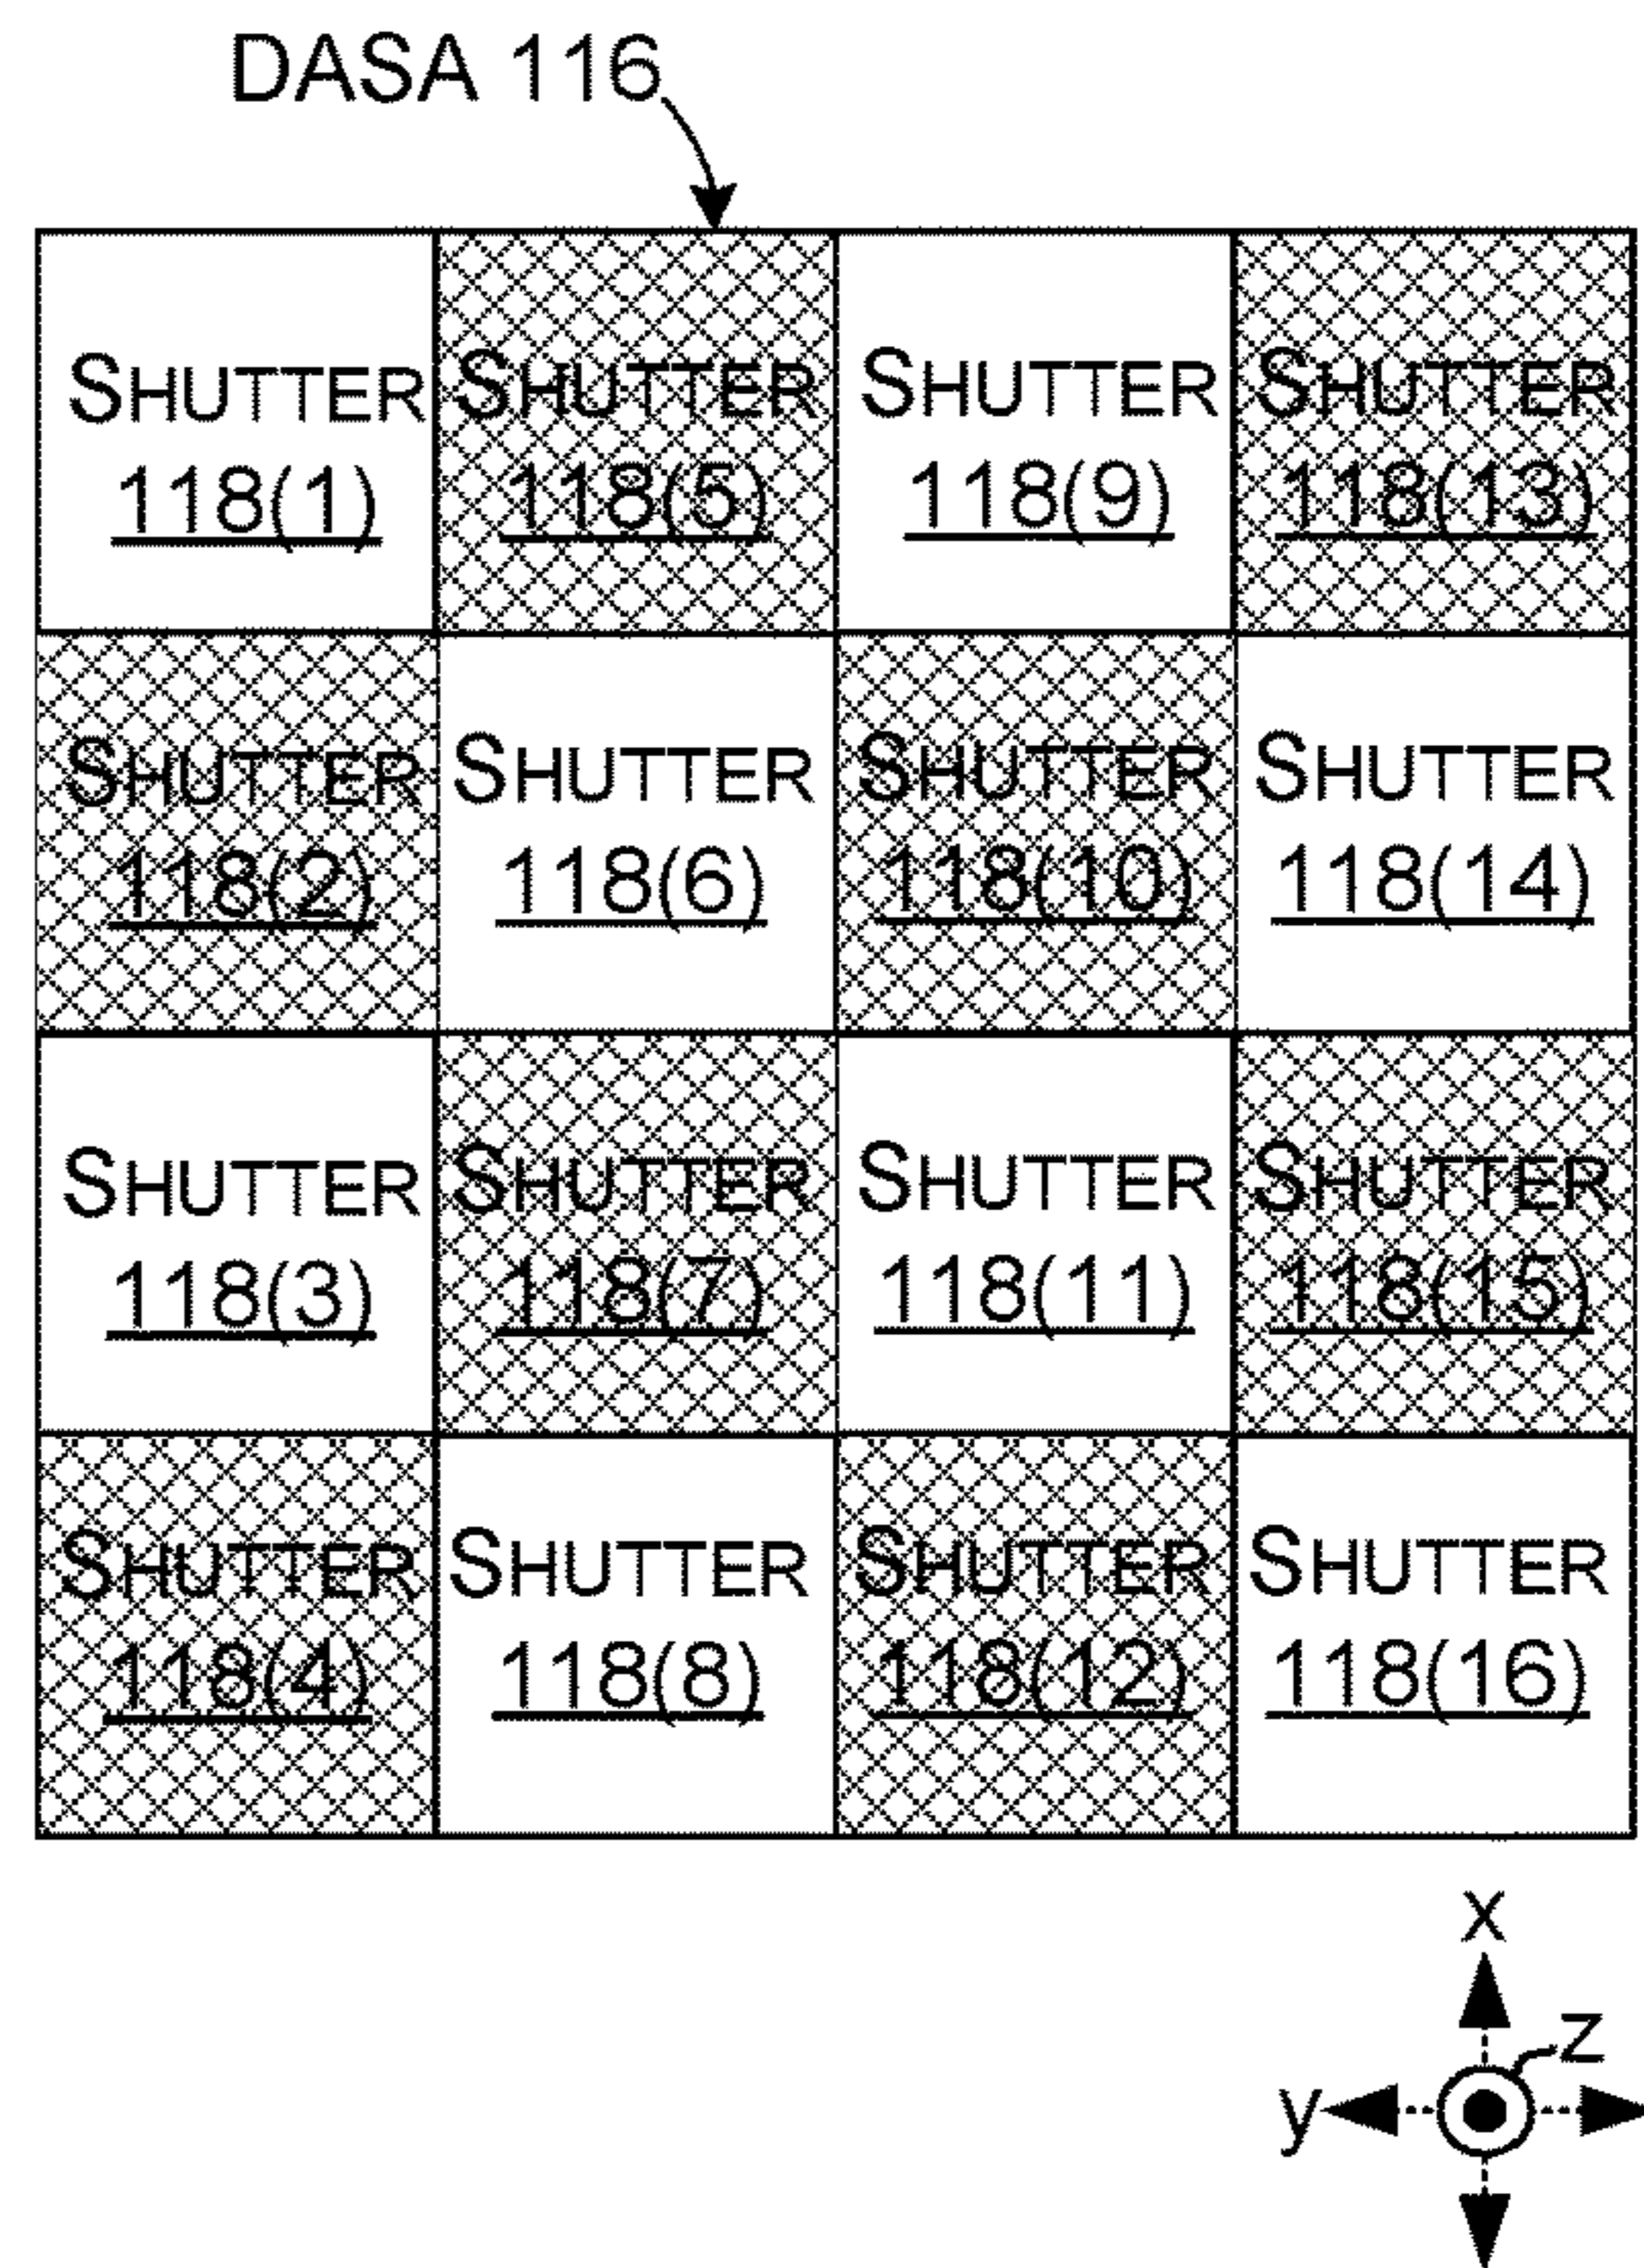 DASA 116
SHUTTER SHUTTER SHUTTER SHUTTER
118(1) 118(5) 118(9) 118(13)
SHUTTER SHUTTER SHUTTER SHUTTER
118(2) 118(6) 118(10) 118(14)
SHUTTER SHUTTER SHUTTER SHUTTER
118(3) 118(7) 118(11) 118(15)
SHUTTER SHUTTER SHUTTER SHUTTER
118(4) 118(8) 118(12) 118(16)
x
z
y